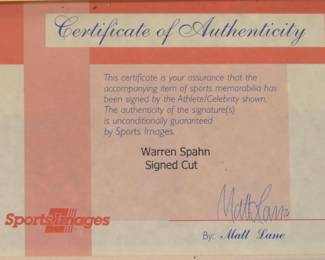 Certificate of Authenticity
This certificate is your assurance that the
accompanying item of sports memorabilia has
been signed by the Athlete/Celebrity shown.
The authenticity of the signature(s)
is unconditionally guaranteed
by Sports Images.
Warren Spahn
Signed Cut
Matt Lane
Sports Images
By: Matt Lane